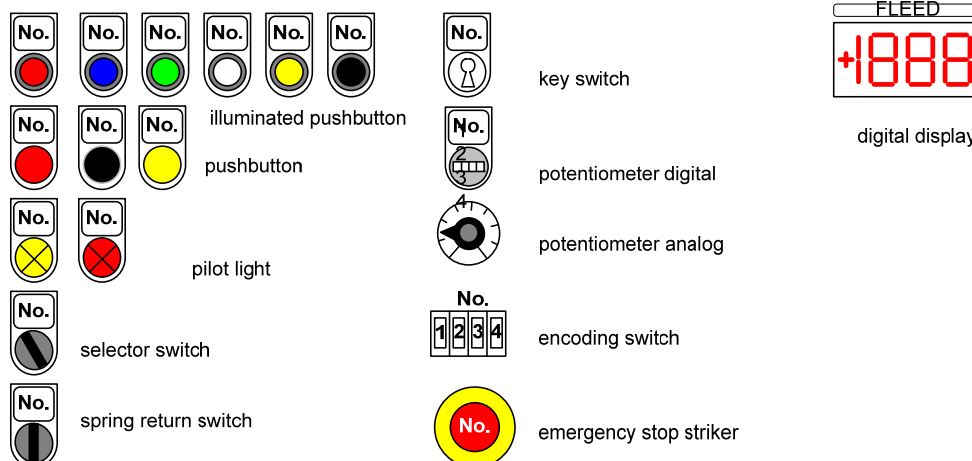 No. No. No. No. No. No.
illuminated pushbutton
No. No. No.
pushbutton
No. No.
pilot light
No.
selector switch
No.
spring return switch
No.
key switch
No.
1
2
3
4
potentiometer digital
potentiometer analog
No.
1 2 3 4
encoding switch
No.
emergency stop striker
FLEED
+1888
digital display